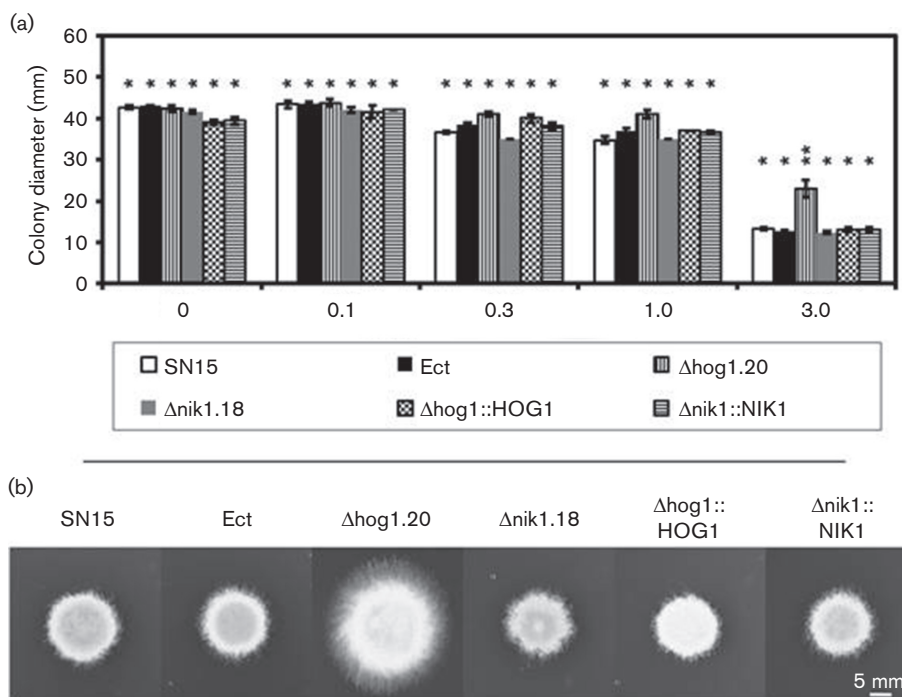 (a)
60
50
40
30
20
10
0
Colony diameter (mm)
* * * * * *
* * * * * *
* * * * * *
* * * * * *
* * ** * * *
0 0.1 0.3 1.0 3.0
SN15 Ect Δhog1.20
Δnik1.18 Δhog1::HOG1 Δnik1::NIK1
(b)
SN15 Ect Δhog1.20 Δnik1.18 Δhog1::
HOG1 Δnik1::
NIK1
5 mm